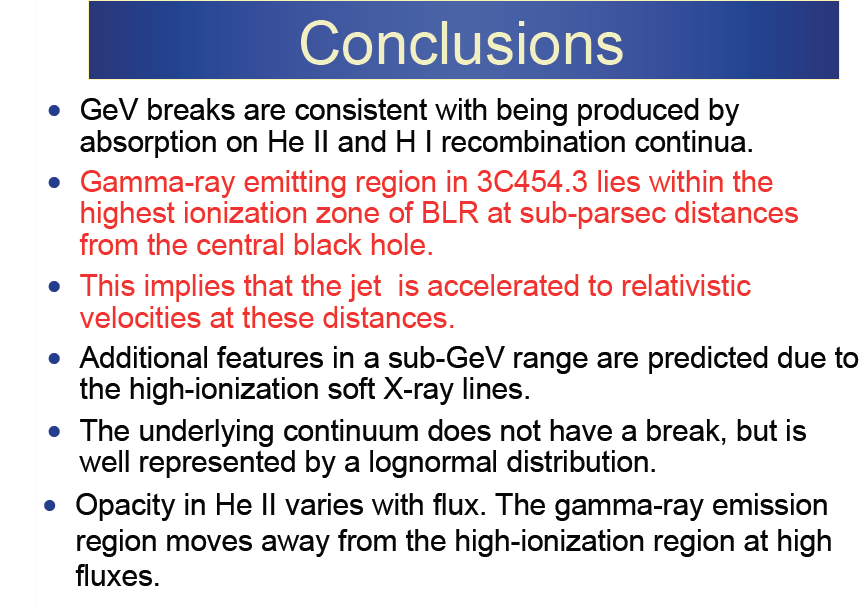 Conclusions
• GeV breaks are consistent with being produced by
absorption on He II and H I recombination continua.
• Gamma-ray emitting region in 3C454.3 lies within the
highest ionization zone of BLR at sub-parsec distances
from the central black hole.
• This implies that the jet  is accelerated to relativistic
velocities at these distances.
• Additional features in a sub-GeV range are predicted due to
the high-ionization soft X-ray lines.
• The underlying continuum does not have a break, but is
well represented by a lognormal distribution.
• Opacity in He II varies with flux. The gamma-ray emission
region moves away from the high-ionization region at high
fluxes.